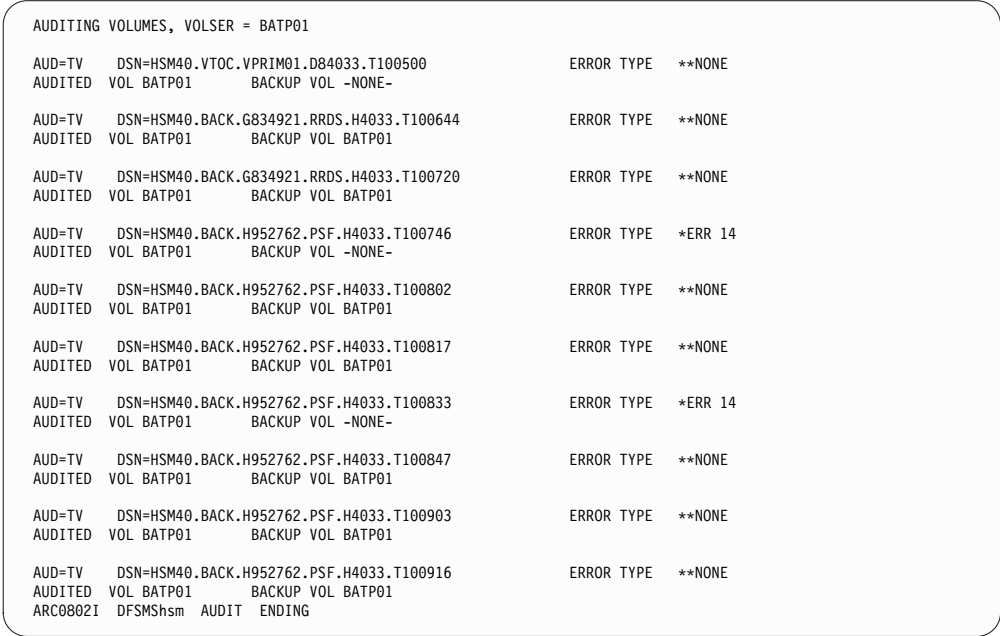 AUDITING VOLUMES, VOLSER = BATP01
AUD=TV DSN=HSM40.VTOC.VPRIM01.D84033.T100500 ERROR TYPE **NONE
AUDITED VOL BATP01 BACKUP VOL -NONE-
AUD=TV DSN=HSM40.BACK.G834921.RRDS.H4033.T100644 ERROR TYPE **NONE
AUDITED VOL BATP01 BACKUP VOL BATP01
AUD=TV DSN=HSM40.BACK.G834921.RRDS.H4033.T100720 ERROR TYPE **NONE
AUDITED VOL BATP01 BACKUP VOL BATP01
AUD=TV DSN=HSM40.BACK.H952762.PSF.H4033.T100746 ERROR TYPE *ERR 14
AUDITED VOL BATP01 BACKUP VOL -NONE-
AUD=TV DSN=HSM40.BACK.H952762.PSF.H4033.T100802 ERROR TYPE **NONE
AUDITED VOL BATP01 BACKUP VOL BATP01
AUD=TV DSN=HSM40.BACK.H952762.PSF.H4033.T100817 ERROR TYPE **NONE
AUDITED VOL BATP01 BACKUP VOL BATP01
AUD=TV DSN=HSM40.BACK.H952762.PSF.H4033.T100833 ERROR TYPE *ERR 14
AUDITED VOL BATP01 BACKUP VOL -NONE-
AUD=TV DSN=HSM40.BACK.H952762.PSF.H4033.T100847 ERROR TYPE **NONE
AUDITED VOL BATP01 BACKUP VOL BATP01
AUD=TV DSN=HSM40.BACK.H952762.PSF.H4033.T100903 ERROR TYPE **NONE
AUDITED VOL BATP01 BACKUP VOL BATP01
AUD=TV DSN=HSM40.BACK.H952762.PSF.H4033.T100916 ERROR TYPE **NONE
AUDITED VOL BATP01 BACKUP VOL BATP01
ARC0802I DFSMShsm AUDIT ENDING